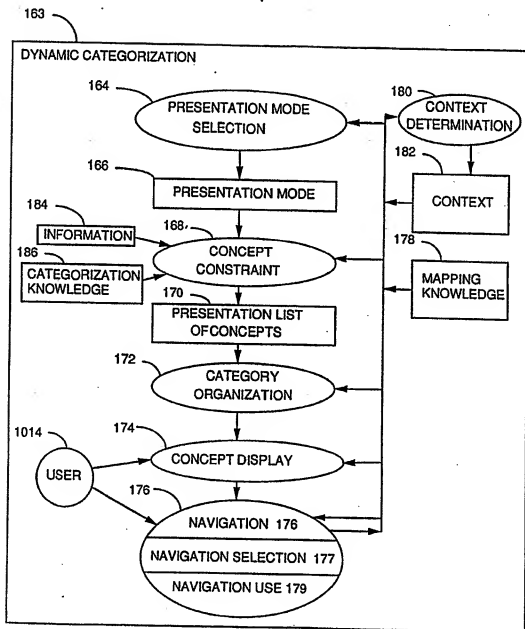 163
DYNAMIC CATEGORIZATION
164
PRESENTATION MODE
SELECTION
180
CONTEXT
DETERMINATION
166
PRESENTATION MODE
182
CONTEXT
184
INFORMATION
168
CONCEPT
CONSTRAINT
178
MAPPING
KNOWLEDGE
186
CATEGORIZATION
KNOWLEDGE
170
PRESENTATION LIST
OF CONCEPTS
172
CATEGORY
ORGANIZATION
1014
USER
174
CONCEPT DISPLAY
176
NAVIGATION 176
NAVIGATION SELECTION 177
NAVIGATION USE 179